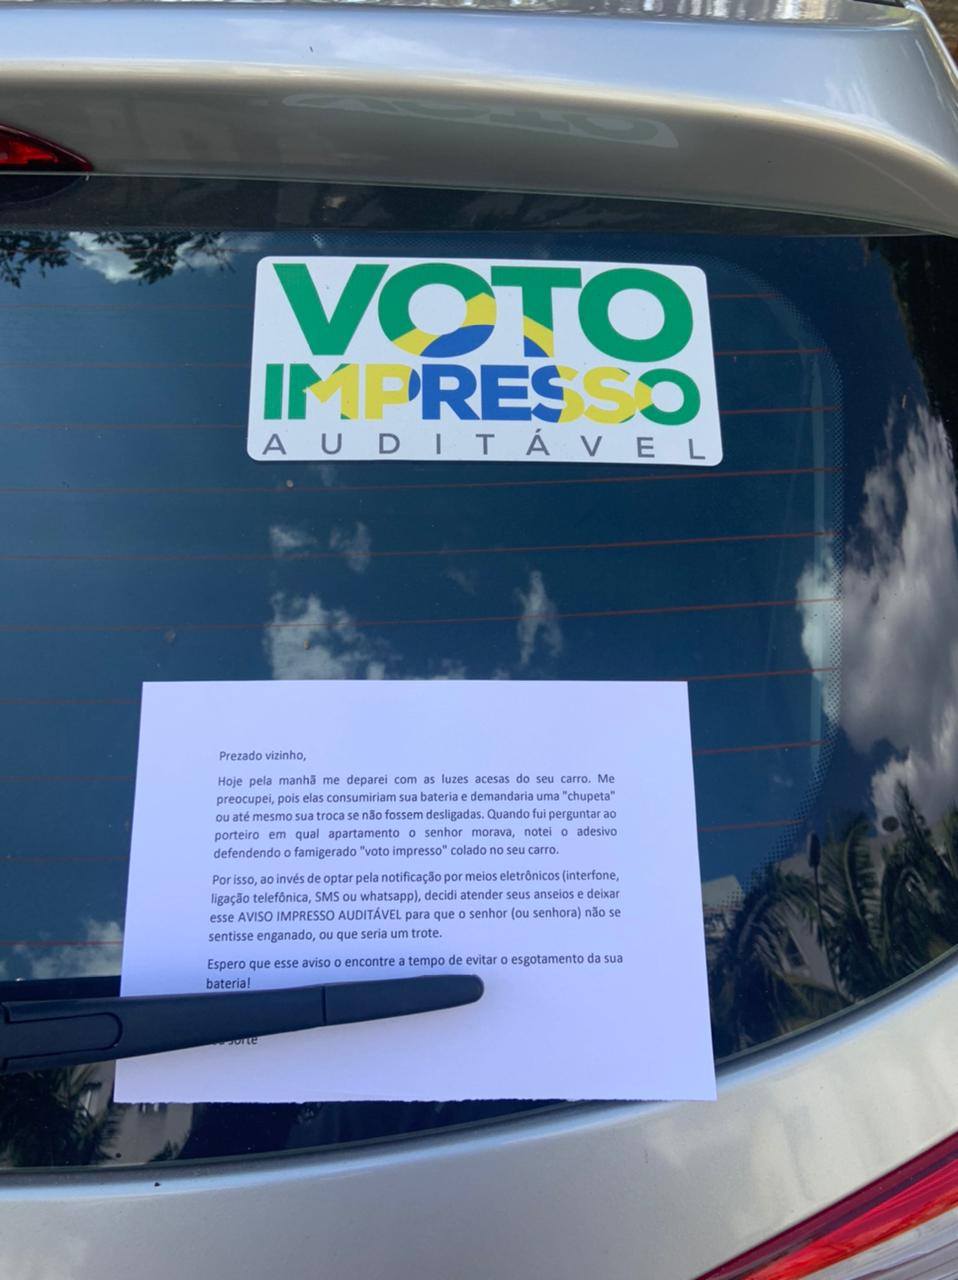 VOTO
IMPRESSO
AUDITÁVEL
Prezado vizinho,
Hoje pela manhã me deparei com as luzes acesas do seu carro. Me
preocupei, pois elas consumiriam sua bateria e demandaria uma "chupeta"
ou até mesmo sua troca se não fossem desligadas. Quando fui perguntar ao
porteiro em qual apartamento o senhor morava, notei o adesivo
defendendo o famigerado "voto impresso" colado no seu carro.
Por isso, ao invés de optar pela notificação por meios eletrônicos (interfone,
ligação telefônica, SMS ou whatsapp), decidi atender seus anseios e deixar
esse AVISO IMPRESSO AUDITÁVEL para que o senhor (ou senhora) não se
sentisse enganado, ou que seria um trote.
Espero que esse aviso o encontre a tempo de evitar o esgotamento da sua
bateria!